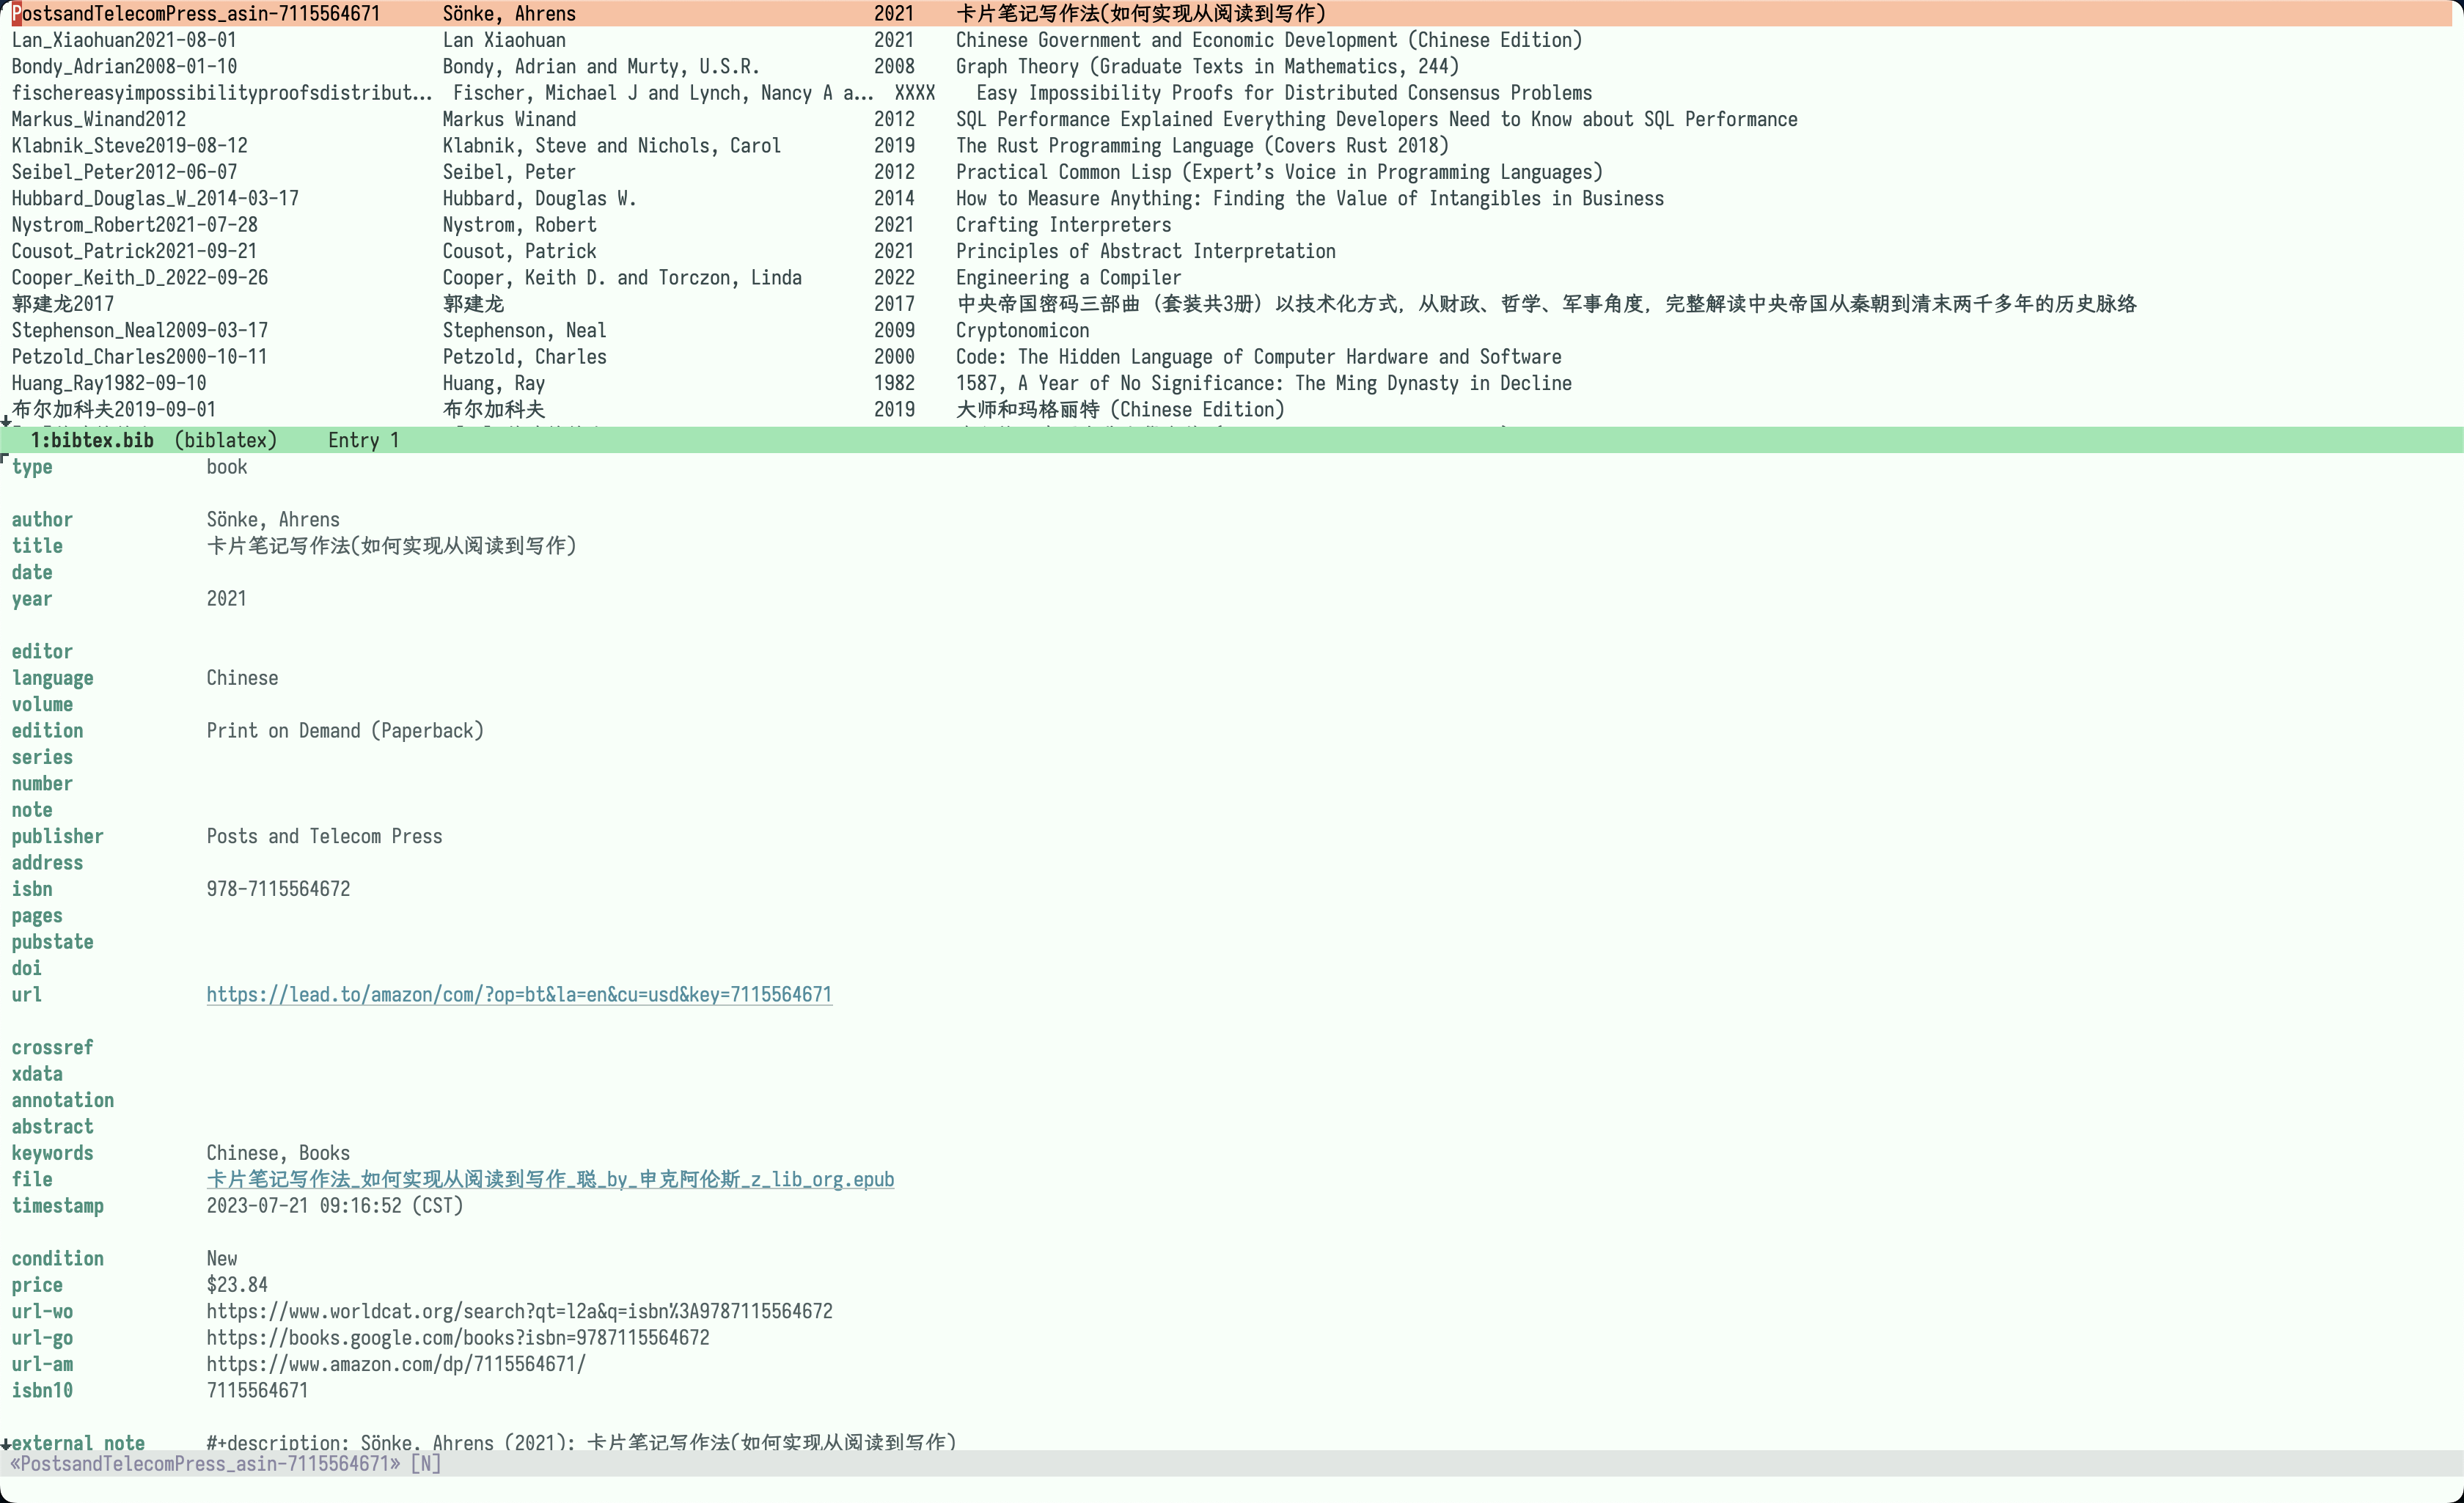 PostsandTelecomPress_asin-7115564671 Sönke, Ahrens 2021 卡片笔记写作法(如何实现从阅读到写作)
Lan_Xiaohuan2021-08-01 Lan Xiaohuan 2021 Chinese Government and Economic Development (Chinese Edition)
Bondy_Adrian2008-01-10 Bondy, Adrian and Murty, U.S.R. 2008 Graph Theory (Graduate Texts in Mathematics, 244)
fischereasyimpossibilityproofsdistribut... Fischer, Michael J and Lynch, Nancy A a... XXXX Easy Impossibility Proofs for Distributed Consensus Problems
Markus_Winand2012 Markus Winand 2012 SQL Performance Explained Everything Developers Need to Know about SQL Performance
Klabnik_Steve2019-08-12 Klabnik, Steve and Nichols, Carol 2019 The Rust Programming Language (Covers Rust 2018)
Seibel_Peter2012-06-07 Seibel, Peter 2012 Practical Common Lisp (Expert's Voice in Programming Languages)
Hubbard_Douglas_W_2014-03-17 Hubbard, Douglas W. 2014 How to Measure Anything: Finding the Value of Intangibles in Business
Nystrom_Robert2021-07-28 Nystrom, Robert 2021 Crafting Interpreters
Cousot_Patrick2021-09-21 Cousot, Patrick 2021 Principles of Abstract Interpretation
Cooper_Keith_D_2022-09-26 Cooper, Keith D. and Torczon, Linda 2022 Engineering a Compiler
郭建龙2017 郭建龙 2017 中央帝国密码三部曲（套装共3册）以技术化方式，从财政、哲学、军事角度，完整解读中央帝国从秦朝到清末两千多年的历史脉络
Stephenson_Neal2009-03-17 Stephenson, Neal 2009 Cryptonomicon
Petzold_Charles2000-10-11 Petzold, Charles 2000 Code: The Hidden Language of Computer Hardware and Software
Huang_Ray1982-09-10 Huang, Ray 1982 1587, A Year of No Significance: The Ming Dynasty in Decline
布尔加科夫2019-09-01 布尔加科夫 2019 大师和玛格丽特 (Chinese Edition)
1:bibtex.bib (biblatex) Entry 1
type book
author Sönke, Ahrens
title 卡片笔记写作法(如何实现从阅读到写作)
date
year 2021
editor
language Chinese
volume
edition Print on Demand (Paperback)
series
number
note
publisher Posts and Telecom Press
address
isbn 978-7115564672
pages
pubstate
doi
url https://lead.to/amazon/com/?op=bt&la=en&cu=usd&key=7115564671
crossref
xdata
annotation
abstract
keywords Chinese, Books
file 卡片笔记写作法_如何实现从阅读到写作_聪_by_申克阿伦斯_z_lib_org.epub
timestamp 2023-07-21 09:16:52 (CST)
condition New
price $23.84
url-wo https://www.worldcat.org/search?qt=l2a&q=isbn%3A9787115564672
url-go https://books.google.com/books?isbn=9787115564672
url-am https://www.amazon.com/dp/7115564671/
isbn10 7115564671
external note #+description: Sönke, Ahrens (2021): 卡片笔记写作法(如何实现从阅读到写作)
«PostsandTelecomPress_asin-7115564671» [N]